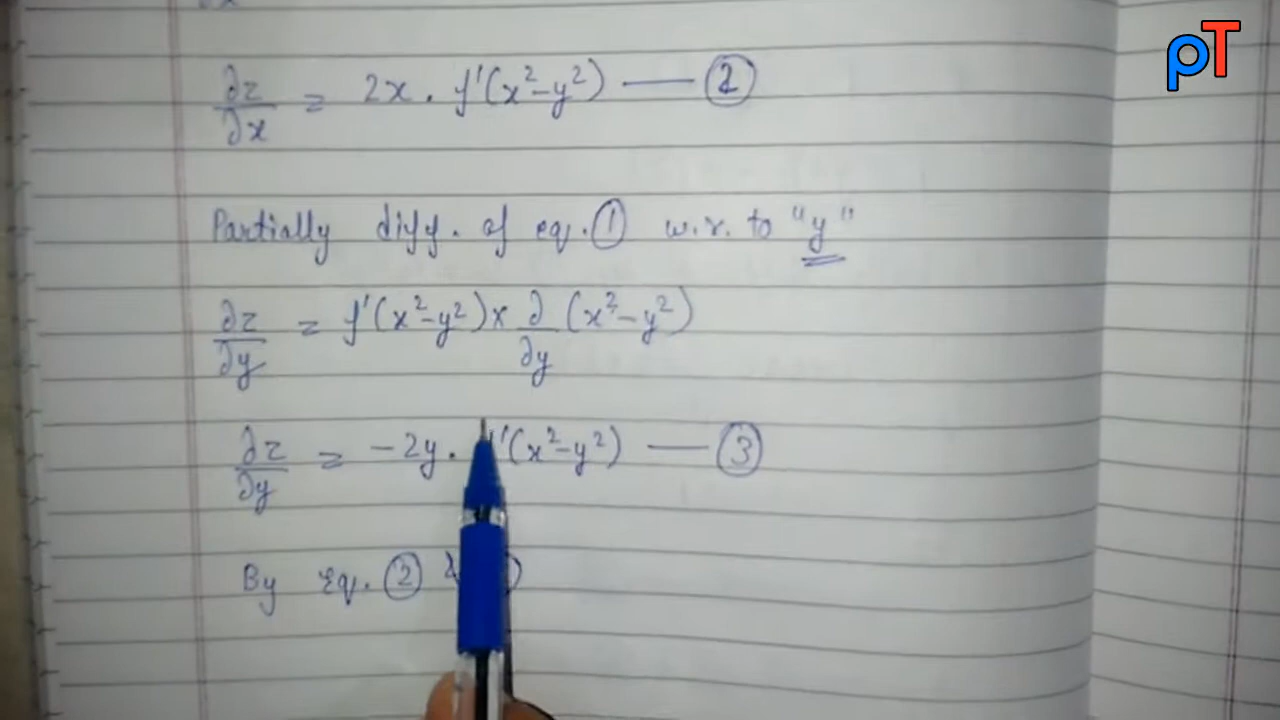 pT
∂z/∂x = 2x . f'(x²-y²) — ②
Partially diff. of eq. ① w.r. to "y"
∂z/∂y = f'(x²-y²) x ∂/∂y (x²-y²)
∂z/∂y = -2y . '(x²-y²) — ③
By Eq. ② &